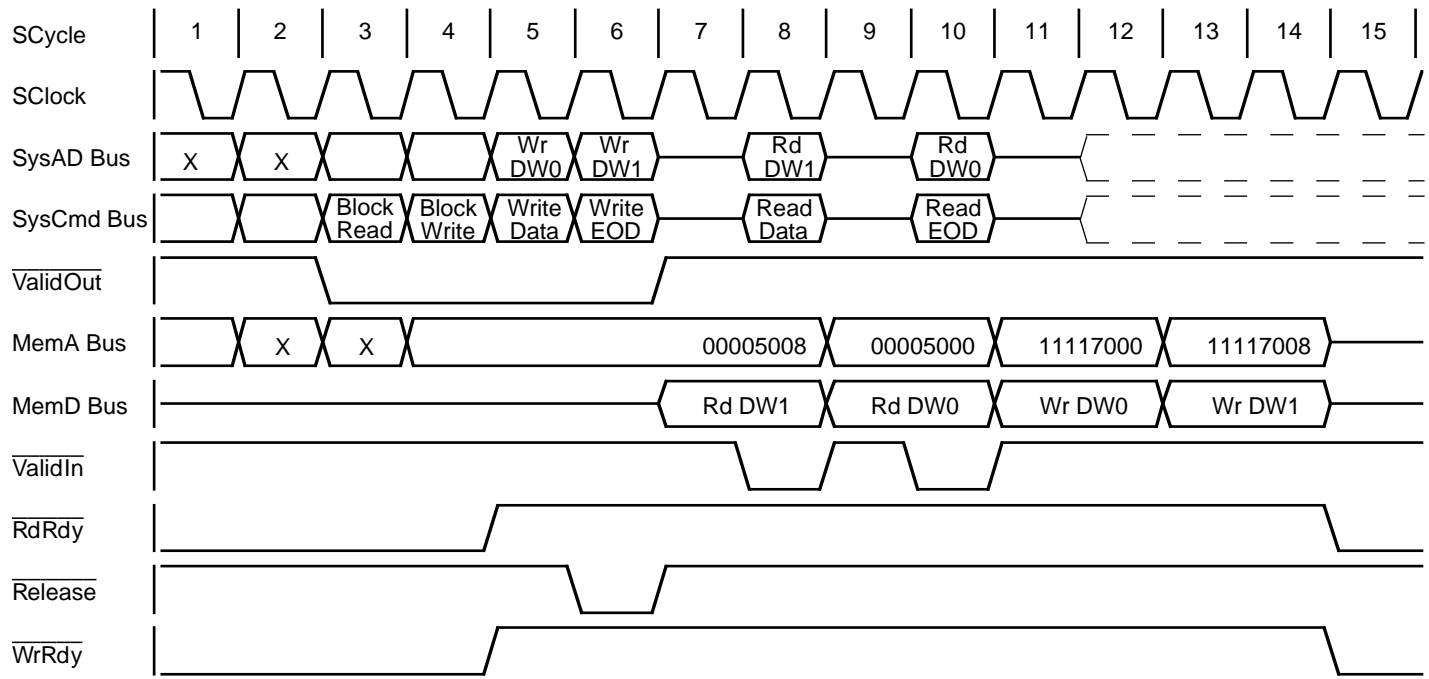 SCycle 1 2 3 4 5 6 7 8 9 10 11 12 13 14 15
SClock
SysAD Bus X X Wr DW0 Wr DW1 Rd DW1 Rd DW0
SysCmd Bus Block Read Block Write Write Data Write EOD Read Data Read EOD
ValidOut
MemA Bus X X 00005008 00005000 11117000 11117008
MemD Bus Rd DW1 Rd DW0 Wr DW0 Wr DW1
ValidIn
RdRdy
Release
WrRdy